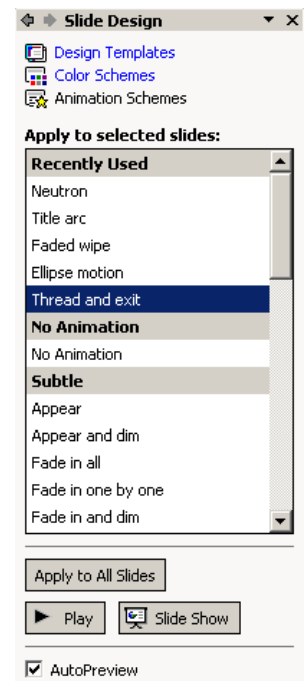 Slide Design
Design Templates
Color Schemes
Animation Schemes
Apply to selected slides:
Recently Used
Neutron
Title arc
Faded wipe
Ellipse motion
Thread and exit
No Animation
No Animation
Subtle
Appear
Appear and dim
Fade in all
Fade in one by one
Fade in and dim
Apply to All Slides
Play Slide Show
AutoPreview